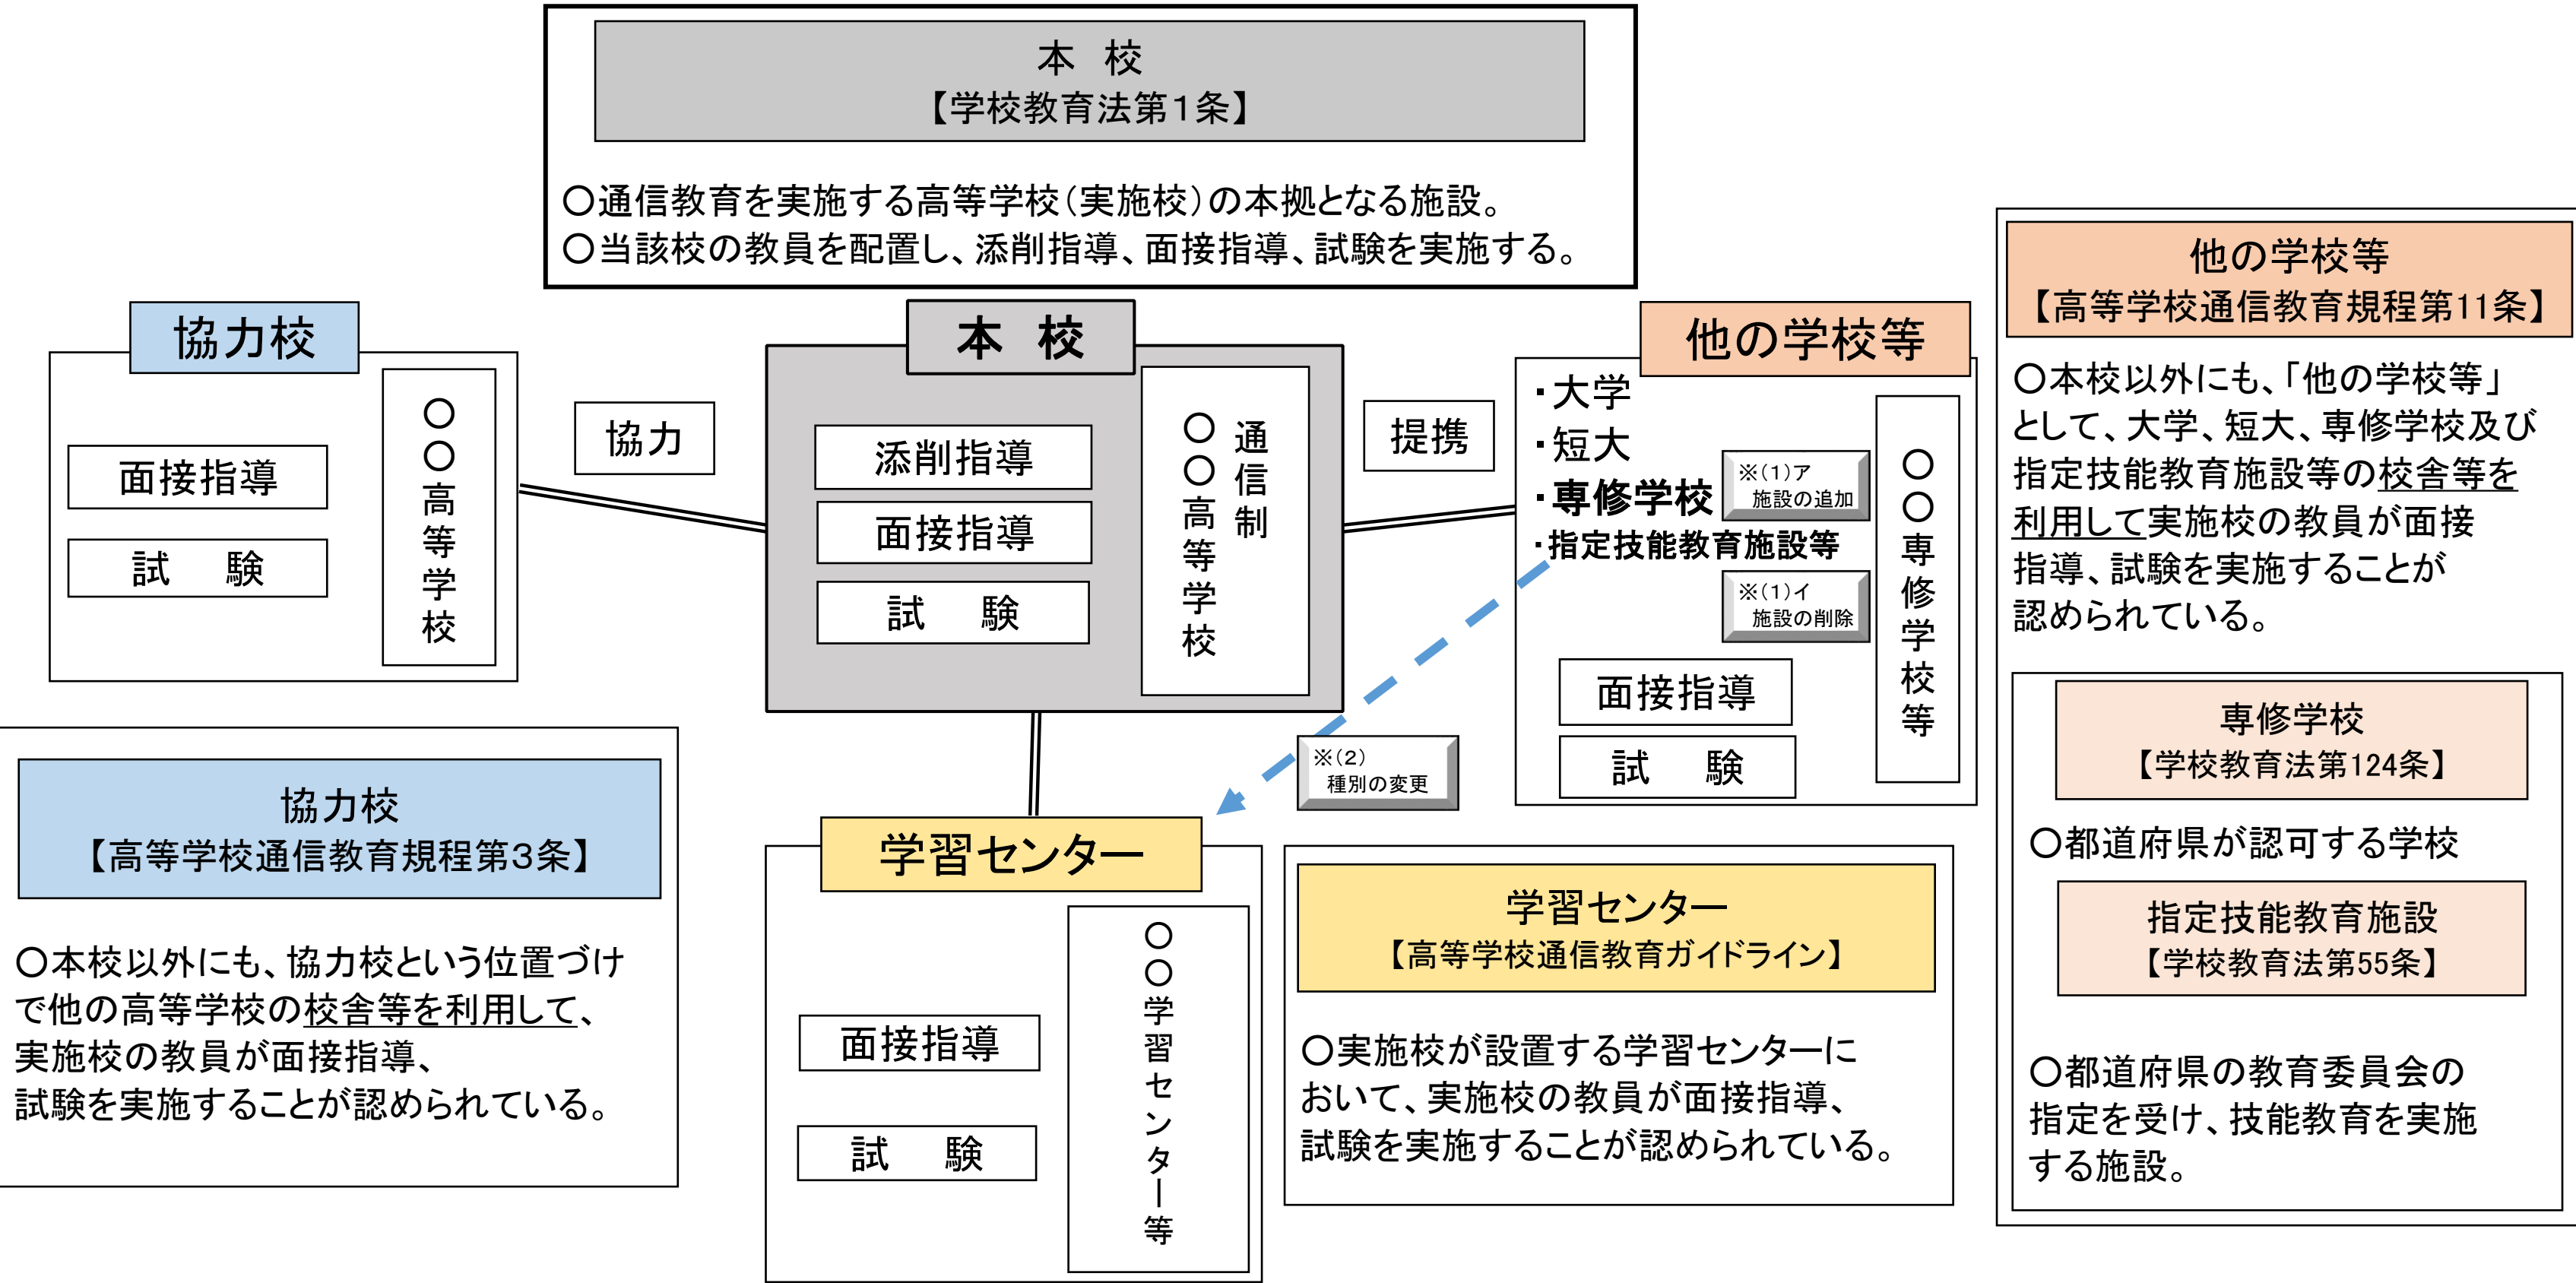 本　校
【学校教育法第１条】
〇通信教育を実施する高等学校（実施校）の本拠となる施設。
〇当該校の教員を配置し、添削指導、面接指導、試験を実施する。
協力校
面接指導
試　験
〇〇高等学校
協力
本　校
添削指導
面接指導
試　験
通信制
〇〇高等学校
提携
他の学校等
・大学
・短大
・専修学校
・指定技能教育施設等
※（１）ア
施設の追加
※（１）イ
施設の削除
面接指導
試　験
〇〇専修学校等
※（２）
種別の変更
他の学校等
【高等学校通信教育規程第11条】
〇本校以外にも、「他の学校等」
として、大学、短大、専修学校及び
指定技能教育施設等の校舎等を
利用して実施校の教員が面接
指導、試験を実施することが
認められている。
専修学校
【学校教育法第124条】
〇都道府県が認可する学校
指定技能教育施設
【学校教育法第55条】
〇都道府県の教育委員会の
指定を受け、技能教育を実施
する施設。
協力校
【高等学校通信教育規程第３条】
〇本校以外にも、協力校という位置づけ
で他の高等学校の校舎等を利用して、
実施校の教員が面接指導、
試験を実施することが認められている。
学習センター
面接指導
試　験
〇〇学習センター等
学習センター
【高等学校通信教育ガイドライン】
〇実施校が設置する学習センターに
おいて、実施校の教員が面接指導、
試験を実施することが認められている。